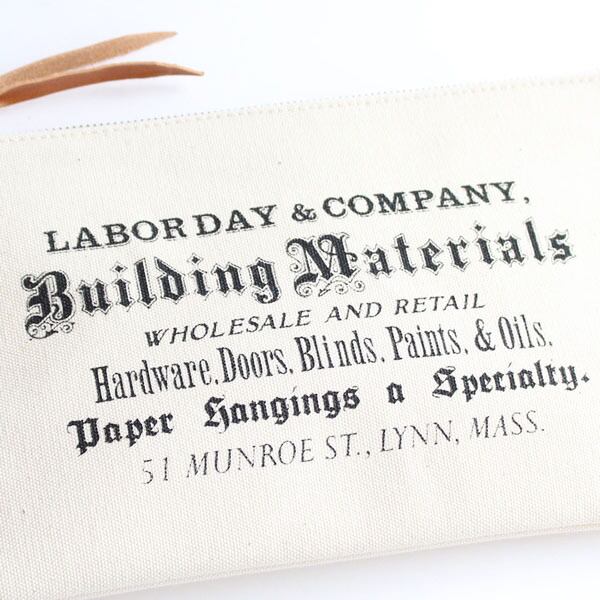 LABORDAY & COMPANY,
Building Materials
WHOLESALE AND RETAIL
Hardware, Doors, Blinds, Paints, & Oils,
Paper Hangings a Specialty.
51 MUNROE ST., LYNN, MASS.